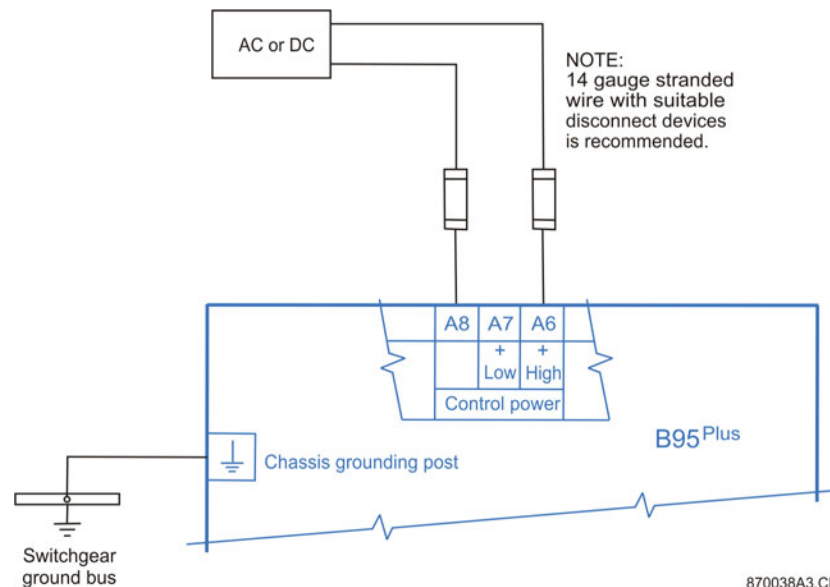 AC or DC
NOTE:
14 gauge stranded
wire with suitable
disconnect devices
is recommended.
A8 A7 A6
+ +
Low High
Control power
B95Plus
Chassis grounding post
Switchgear
ground bus